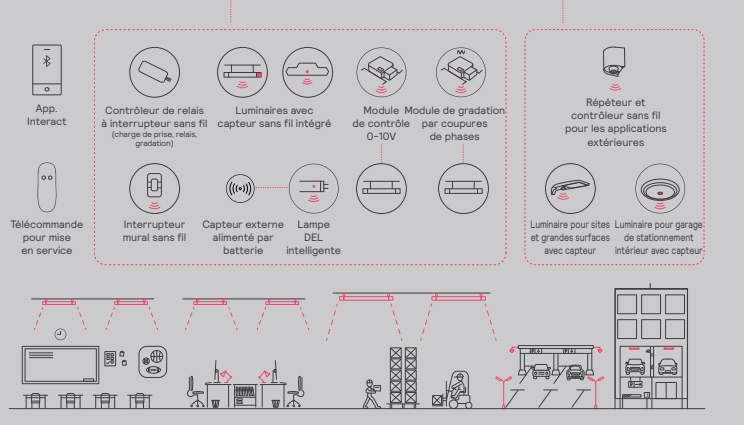 App.
Interact
Contrôleur de relais
à interrupteur sans fil
(charge de prise, relais,
gradation)
Luminaires avec
capteur sans fil intégré
Module
de contrôle
0-10V
Module de gradation
par coupures
de phases
Répéteur et
contrôleur sans fil
pour les applications
extérieures
Télécommande
pour mise
en service
Interrupteur
mural sans fil
Capteur externe
alimenté par
batterie
Lampe
DEL
intelligente
Luminaire pour sites
et grandes surfaces
avec capteur
Luminaire pour garage
de stationnement
intérieur avec capteur